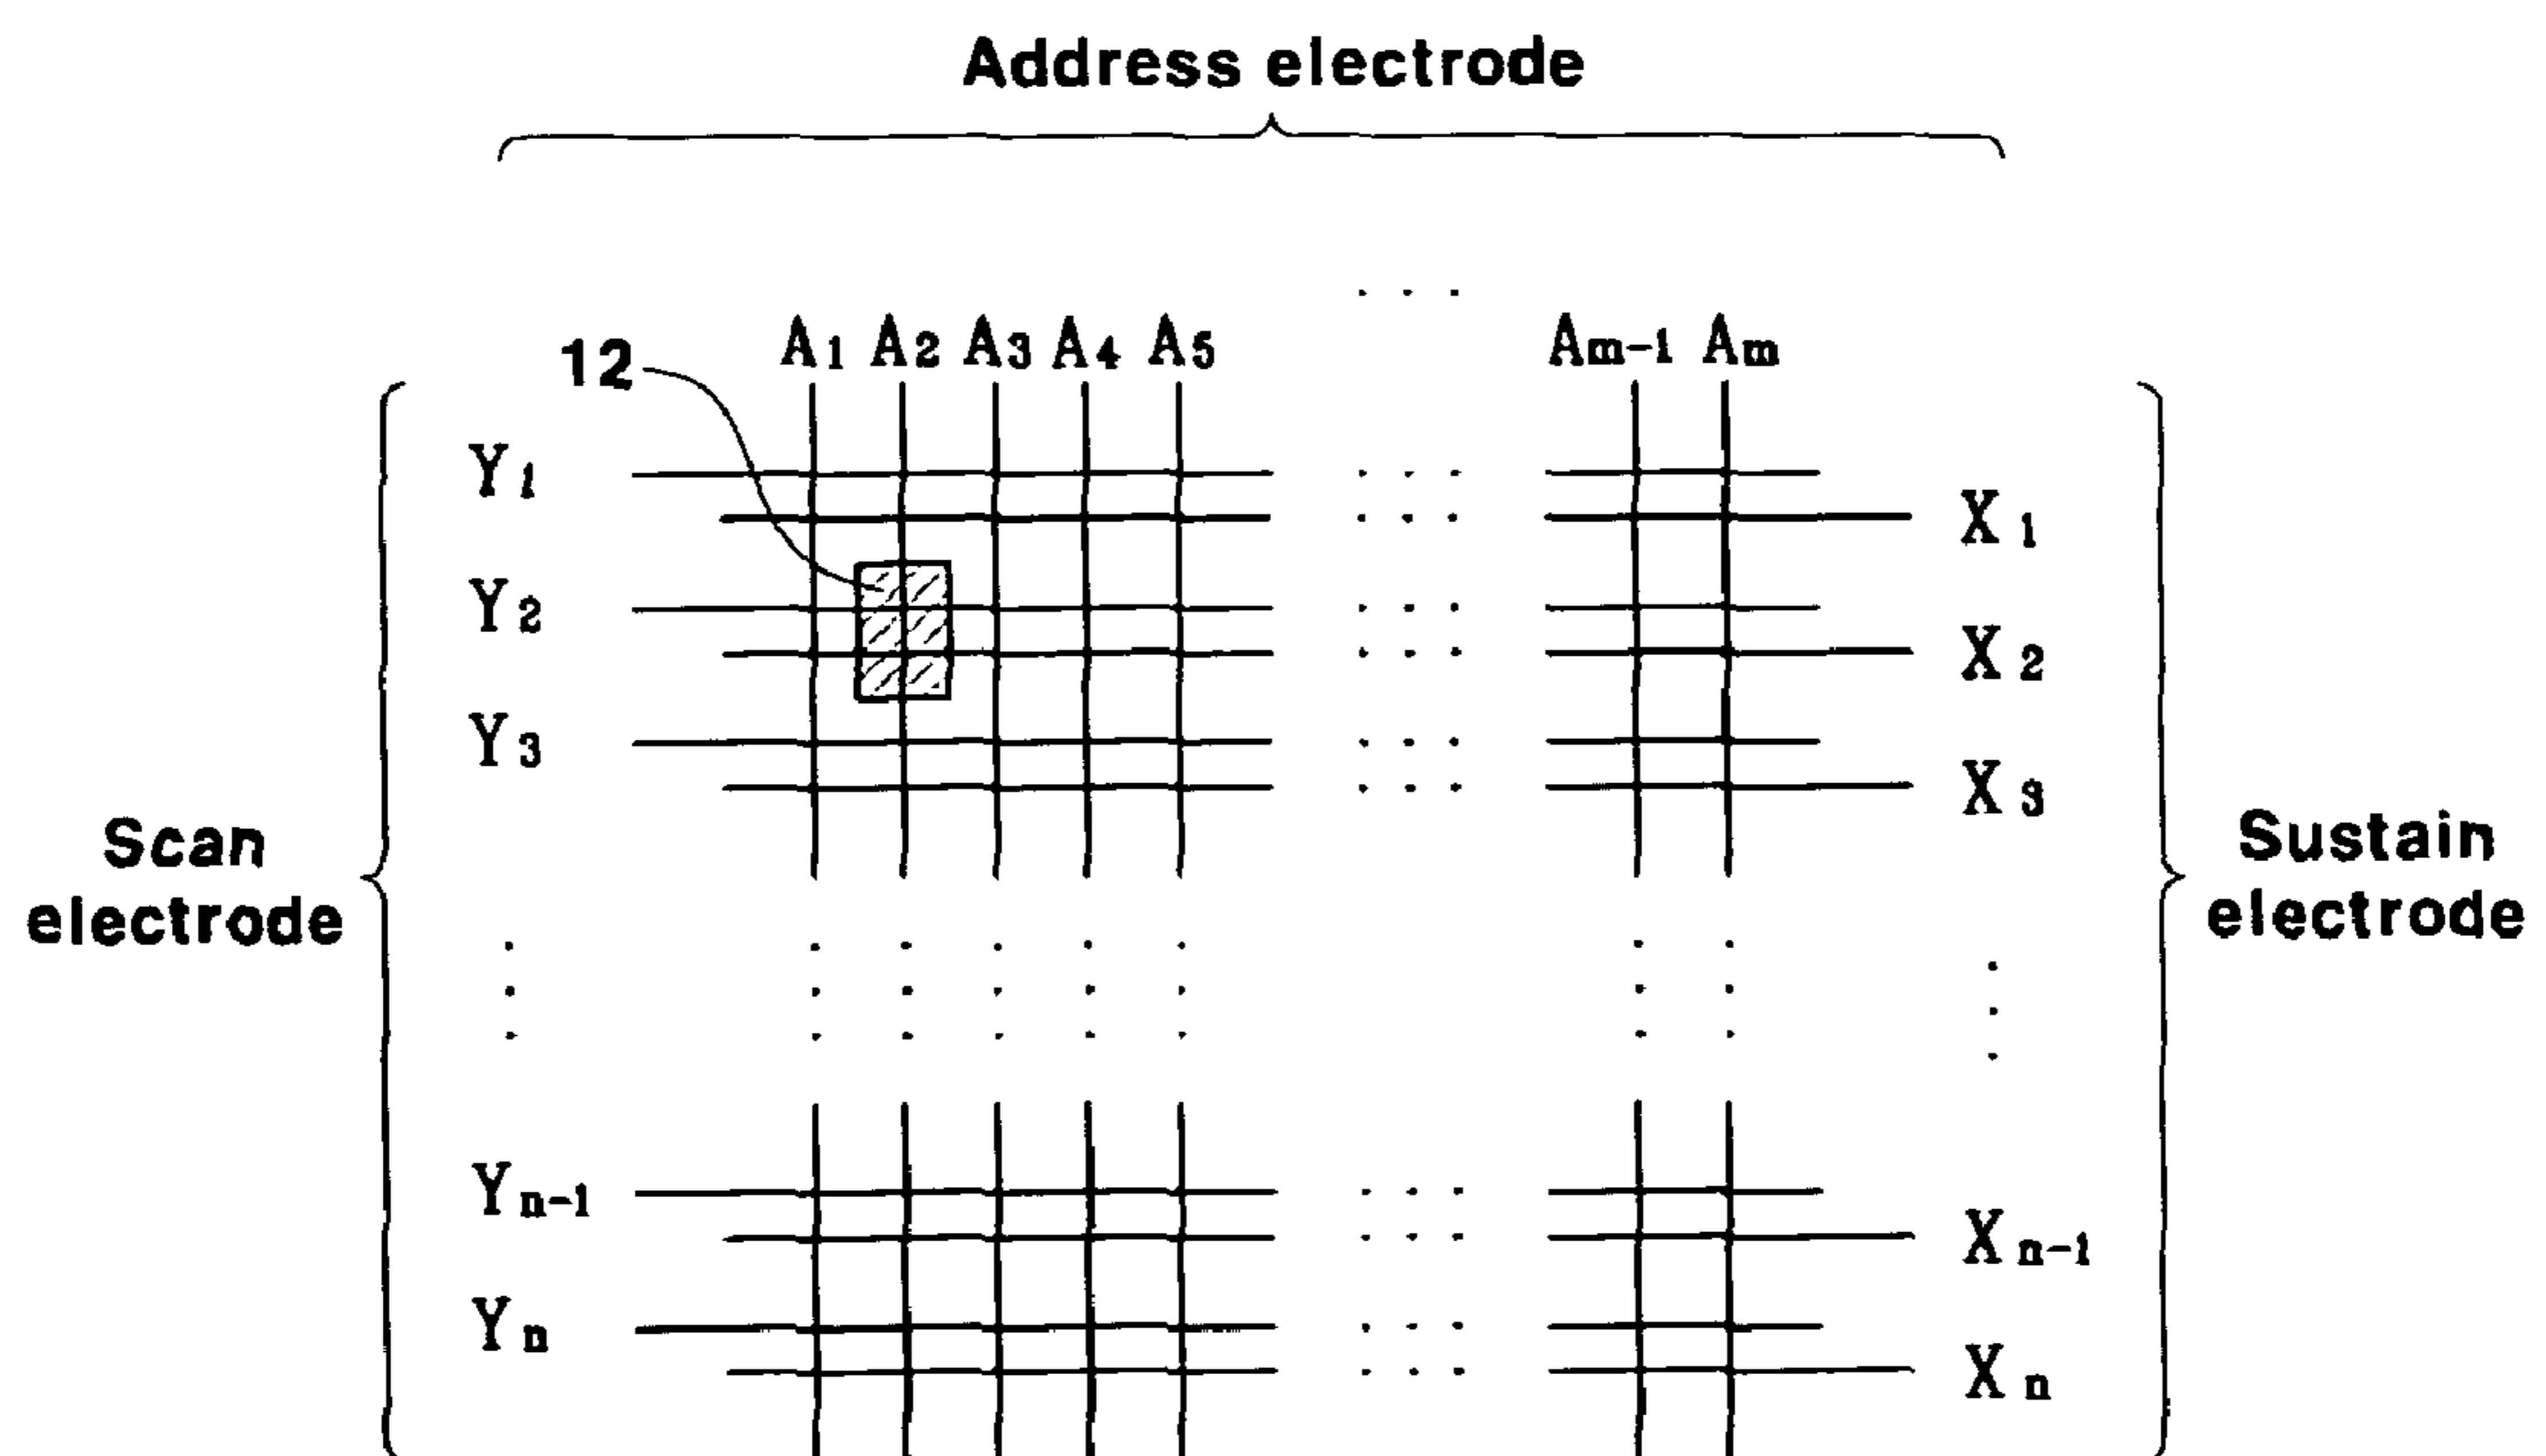 Address electrode
. . .
A1 A2 A3 A4 A5 Am-1 Am
12
Y1
X1
Y2
X2
Y3
X3
Scan
electrode
Sustain
electrode
Yn-1
Xn-1
Yn
Xn